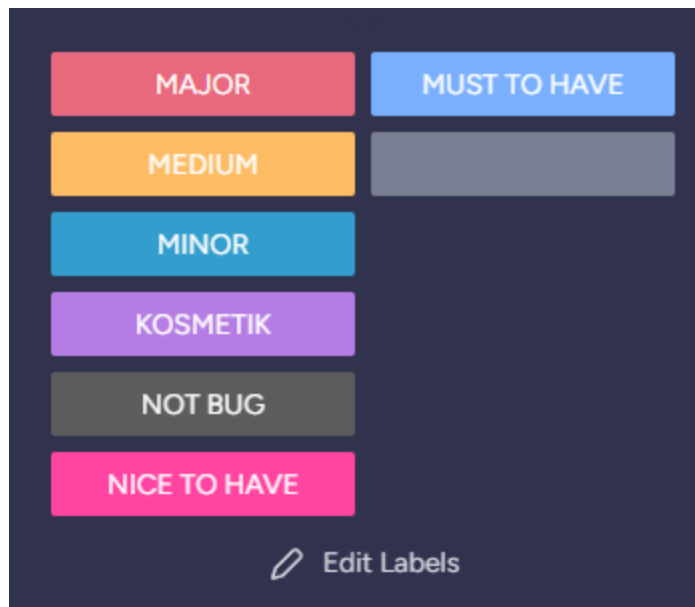 MAJOR
MUST TO HAVE
MEDIUM
MINOR
KOSMETIK
NOT BUG
NICE TO HAVE
Edit Labels